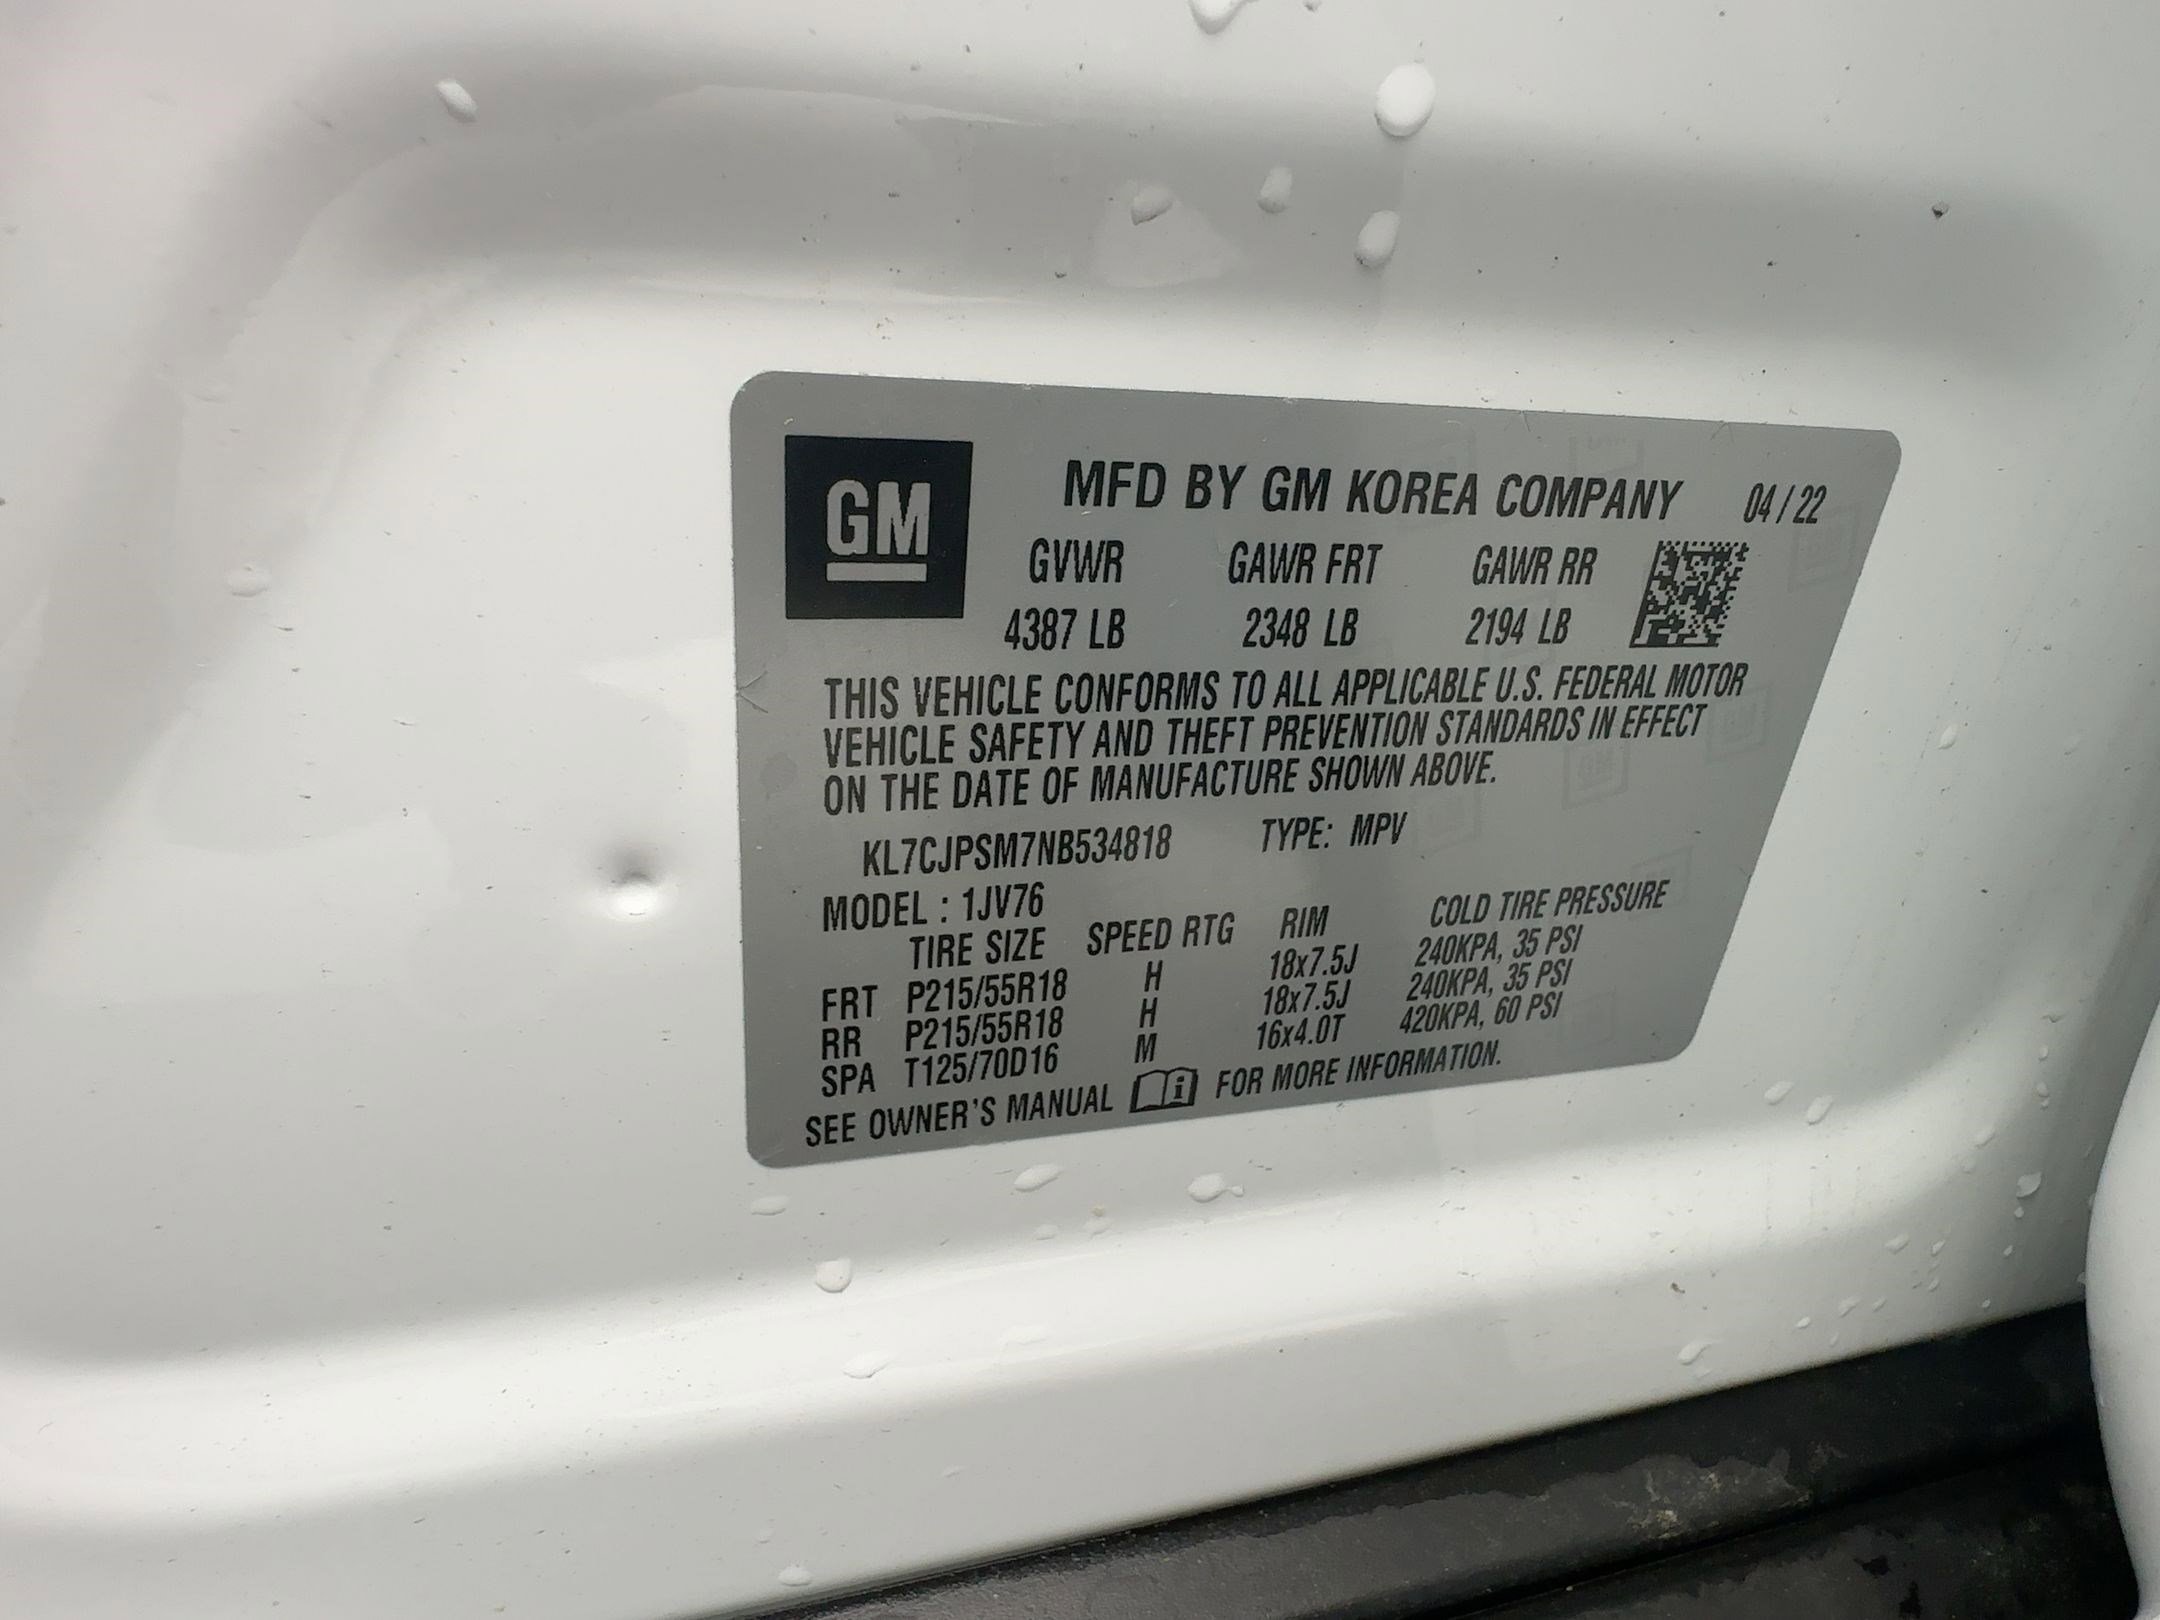 GM
MFD BY GM KOREA COMPANY 04/22
GVWR GAWR FRT GAWR RR
4387 LB 2348 LB 2194 LB
THIS VEHICLE CONFORMS TO ALL APPLICABLE U.S. FEDERAL MOTOR
VEHICLE SAFETY AND THEFT PREVENTION STANDARDS IN EFFECT
ON THE DATE OF MANUFACTURE SHOWN ABOVE.
KL7CJPSM7NB534818 TYPE: MPV
MODEL : 1JV76
TIRE SIZE SPEED RTG RIM COLD TIRE PRESSURE
FRT P215/55R18 H 18x7.5J 240KPA, 35 PSI
RR P215/55R18 H 18x7.5J 240KPA, 35 PSI
SPA T125/70D16 M 16x4.0T 420KPA, 60 PSI
SEE OWNER'S MANUAL FOR MORE INFORMATION.